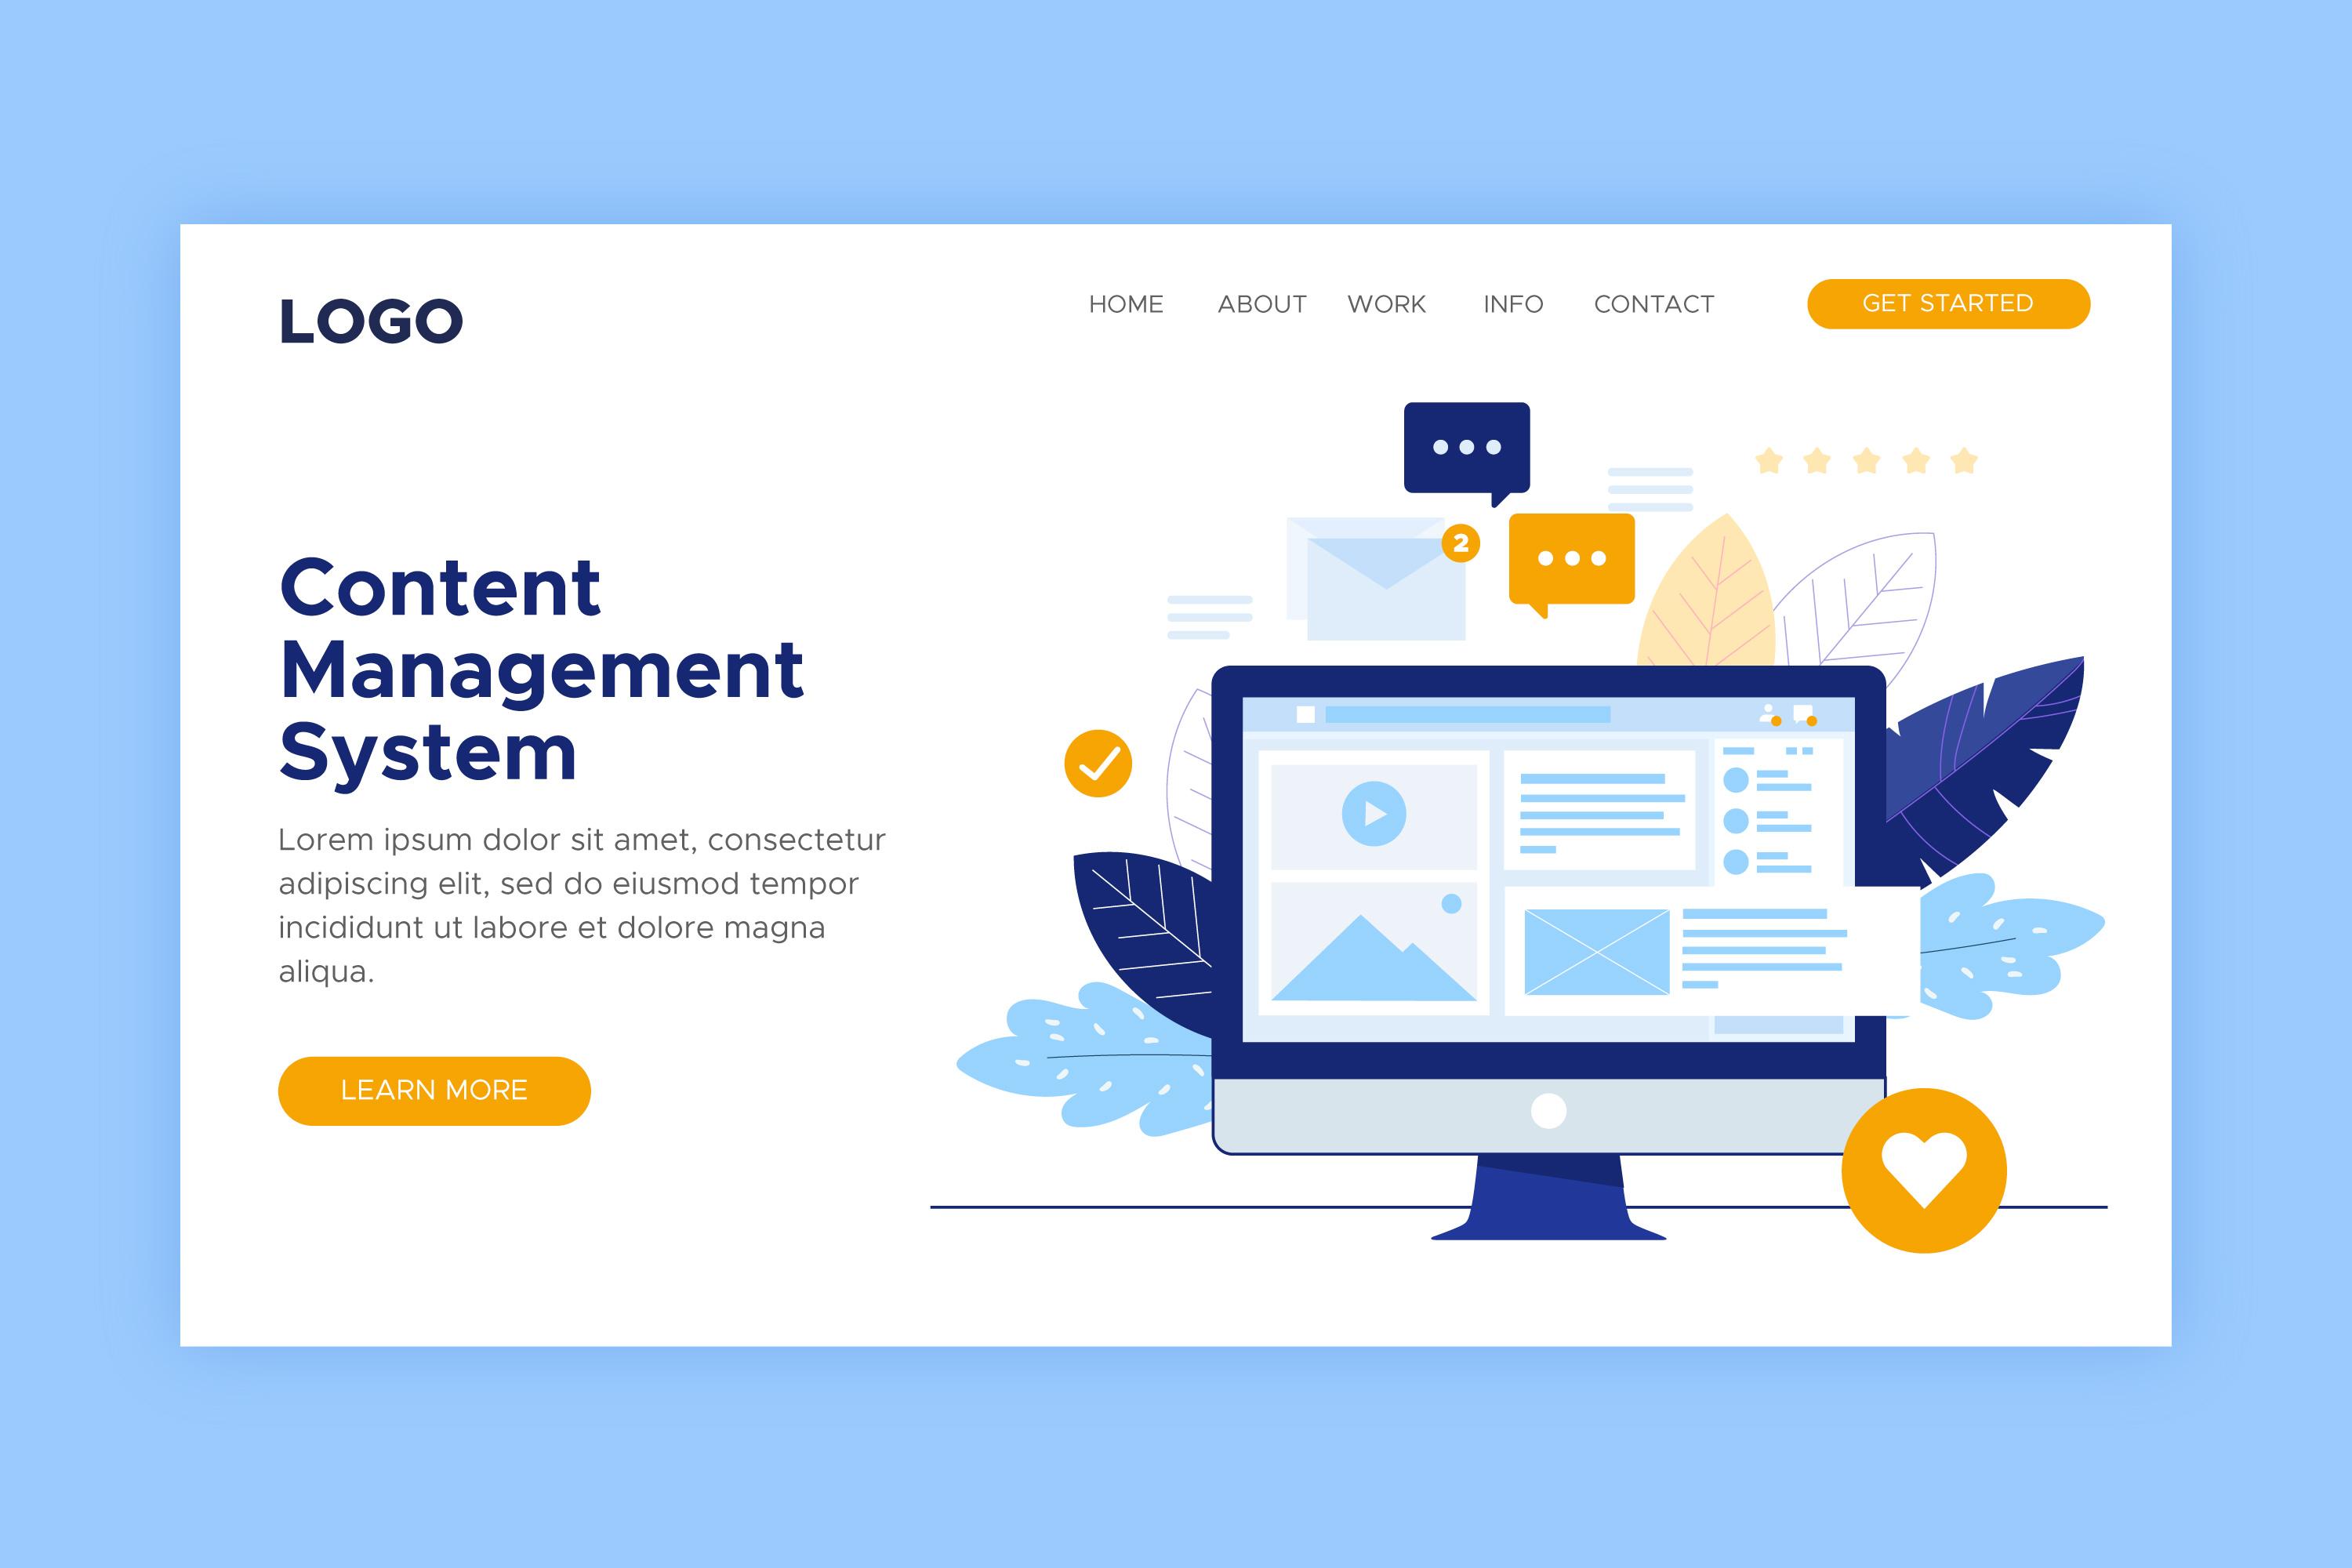 LOGO
HOME ABOUT WORK INFO CONTACT GET STARTED
2
Content
Management
System
Lorem ipsum dolor sit amet, consectetur
adipiscing elit, sed do eiusmod tempor
incididunt ut labore et dolore magna
aliqua.
LEARN MORE